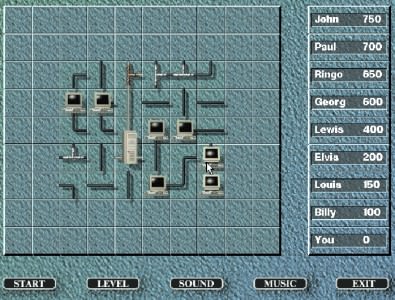 John 750
Paul 700
Ringo 650
Georg 600
Lewis 400
Elvis 200
Louis 150
Billy 100
You 0
START LEVEL SOUND MUSIC EXIT